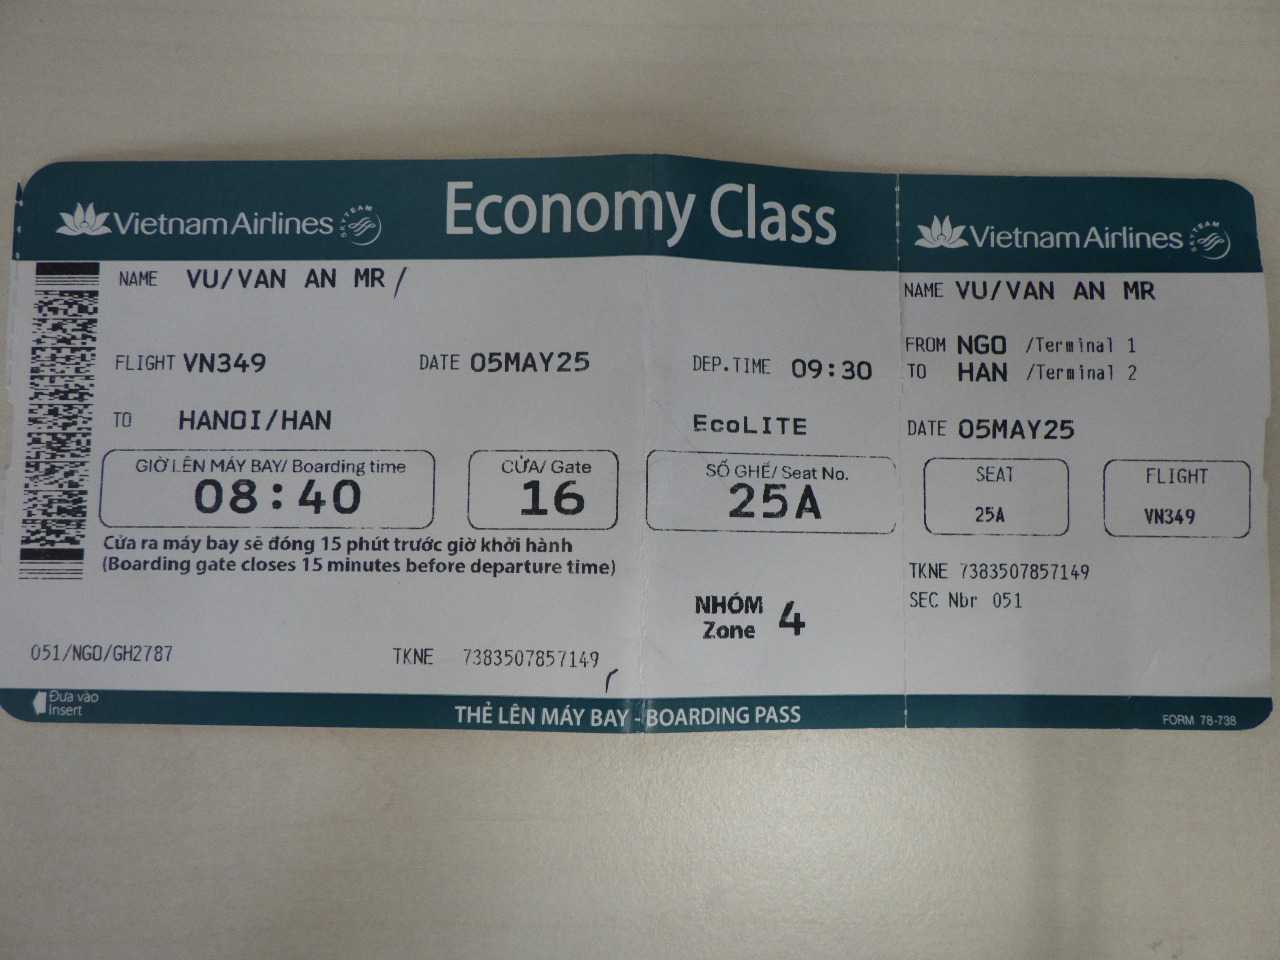 Vietnam Airlines SKYTEAM Economy Class
NAME VU/VAN AN MR /
FLIGHT VN349 DATE 05MAY25 DEP.TIME 09:30
TO HANOI/HAN EcoLITE
GIỜ LÊN MÁY BAY/ Boarding time
08:40
CỬA/ Gate
16
SỐ GHẾ/ Seat No.
25A
Cửa ra máy bay sẽ đóng 15 phút trước giờ khởi hành
(Boarding gate closes 15 minutes before departure time)
NHÓM
Zone 4
051/NGO/GH2787 TKNE 7383507857149
Đưa vào
Insert
THẺ LÊN MÁY BAY - BOARDING PASS
Vietnam Airlines SKYTEAM
NAME VU/VAN AN MR
FROM NGO /Terminal 1
TO HAN /Terminal 2
DATE 05MAY25
SEAT
25A
FLIGHT
VN349
TKNE 7383507857149
SEC Nbr 051
FORM 78-738